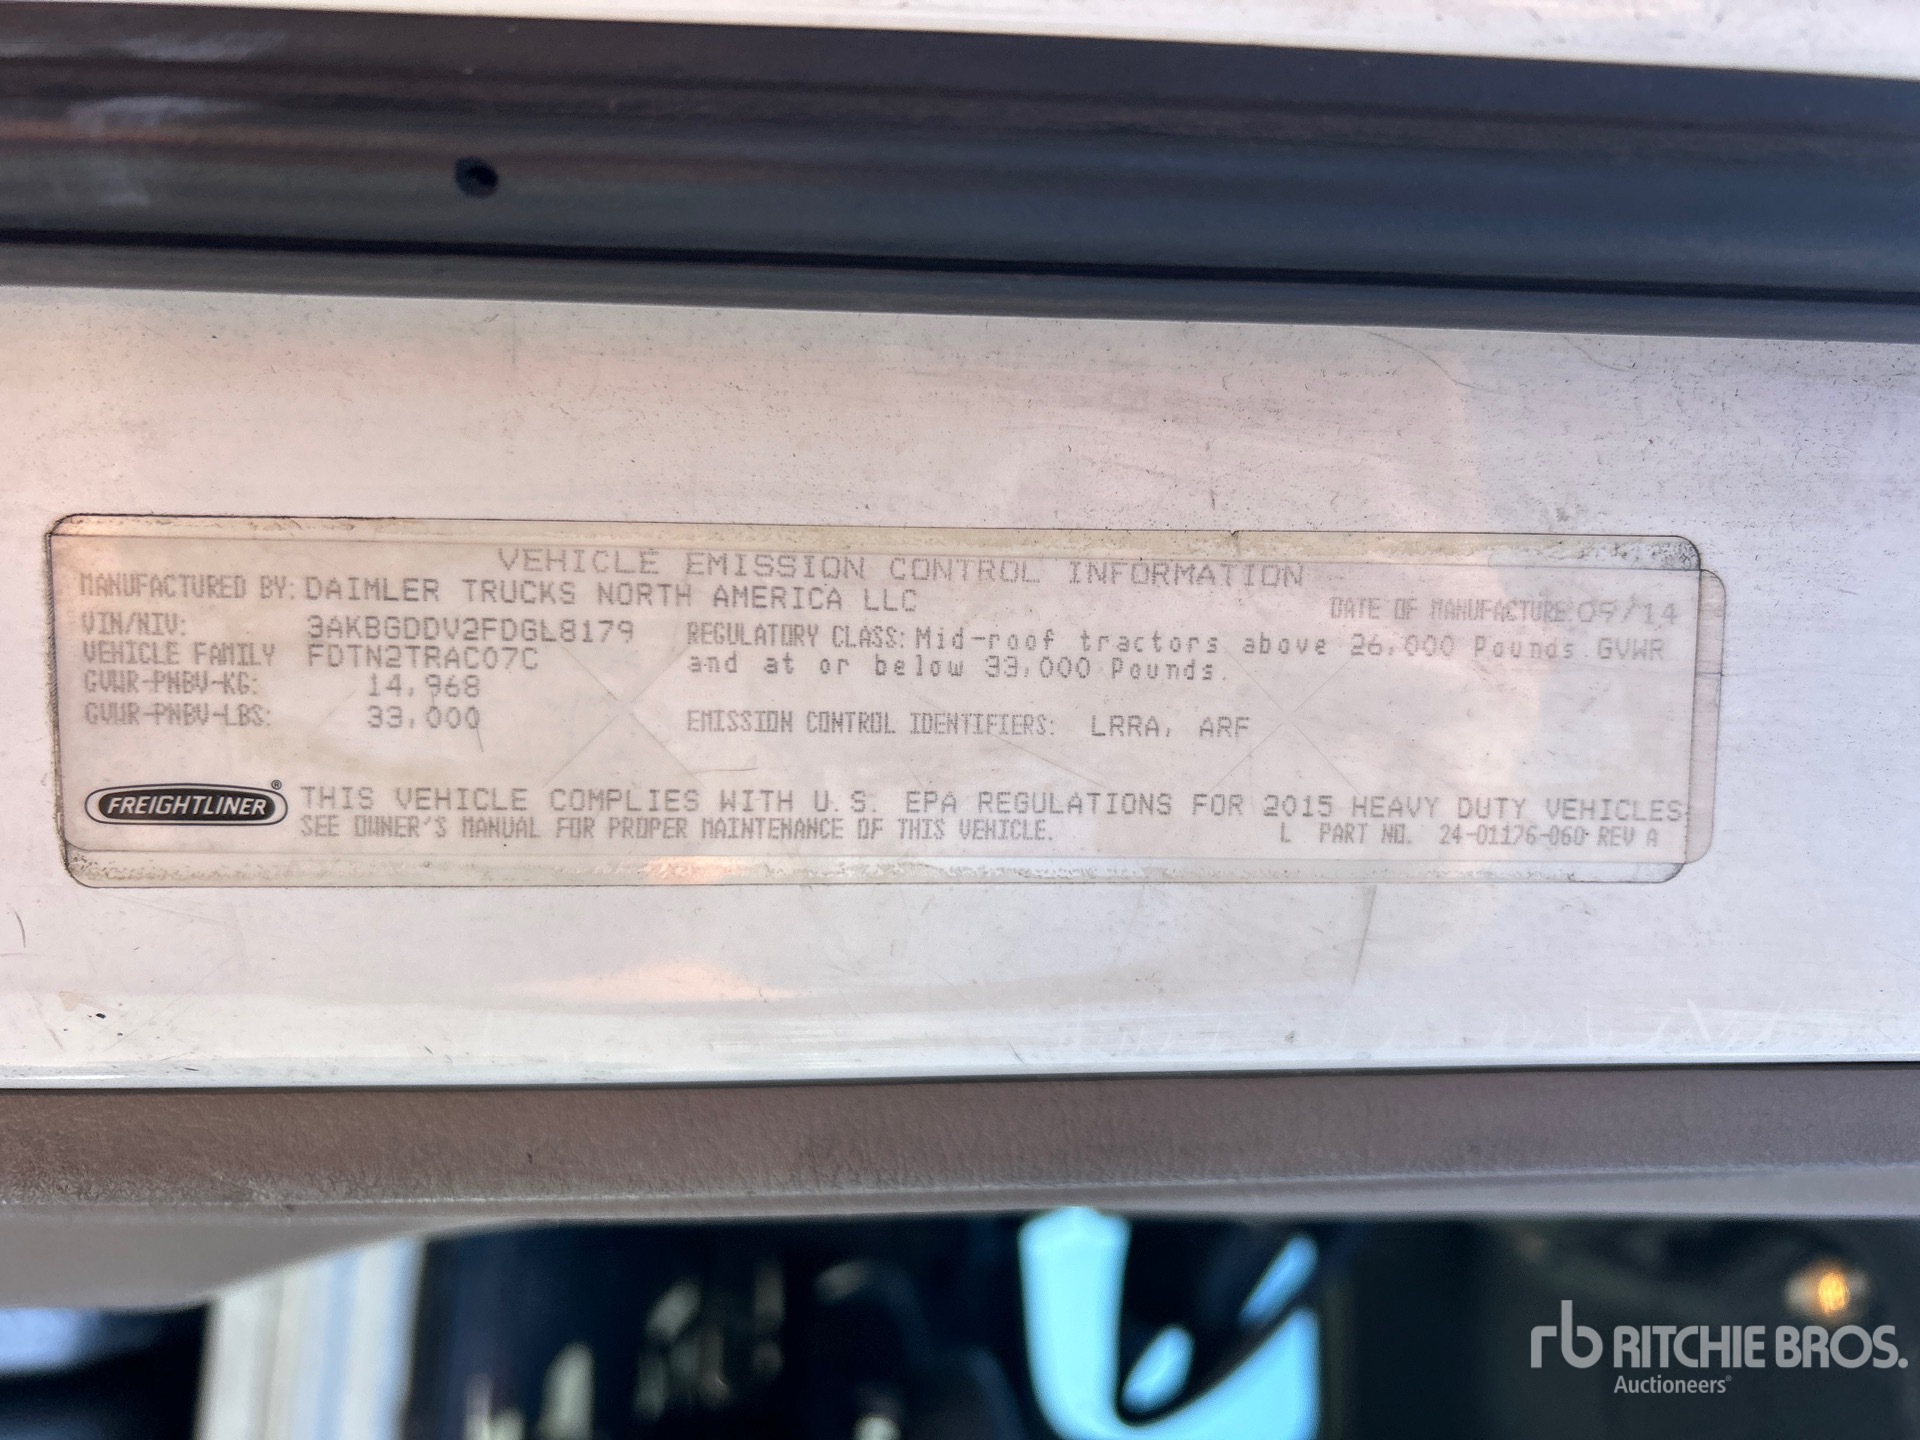 VEHICLE EMISSION CONTROL INFORMATION
MANUFACTURED BY: DAIMLER TRUCKS NORTH AMERICA LLC
DATE OF MANUFACTURE 09/14
VIN/NIV: 3AKBGDDV2FDGL8179
VEHICLE FAMILY FDTN2TRAC07C
GVWR-PNBV-KG: 14,968
GVWR-PNBV-LBS: 33,000
REGULATORY CLASS: Mid-roof tractors above 26,000 Pounds GVWR
and at or below 33,000 Pounds.
EMISSION CONTROL IDENTIFIERS: LRRA, ARF
FREIGHTLINER®
THIS VEHICLE COMPLIES WITH U.S. EPA REGULATIONS FOR 2015 HEAVY DUTY VEHICLES
SEE OWNER'S MANUAL FOR PROPER MAINTENANCE OF THIS VEHICLE.
L PART NO. 24-01176-060 REV A
rb RITCHIE BROS.
Auctioneers®